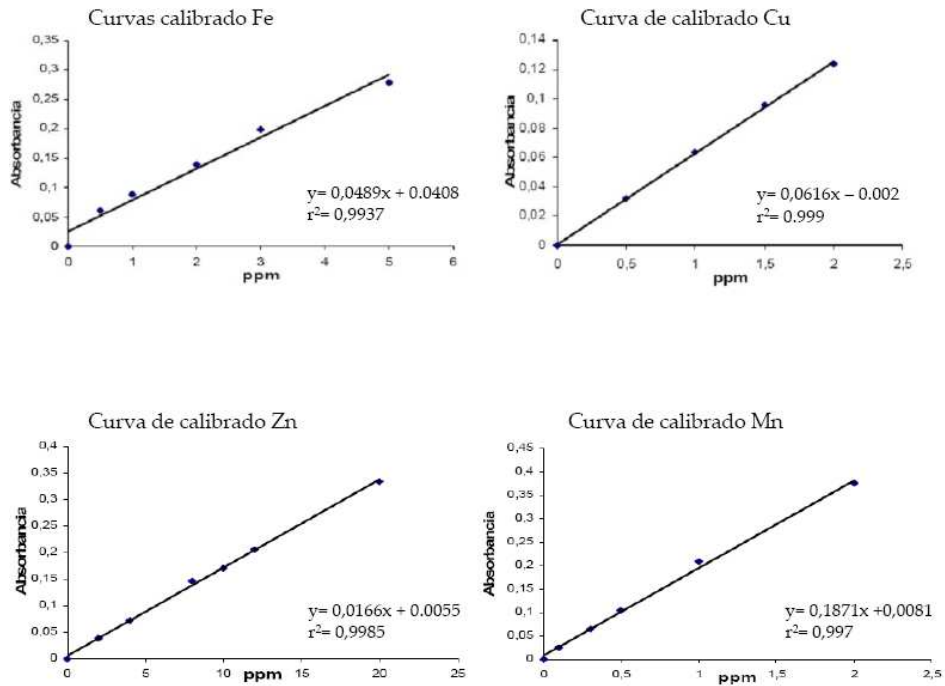 Curvas calibrado Fe
0,35
0,3
0,25
0,2
0,15
0,1
0,05
0
Absorbancia
y= 0,0489x + 0.0408
r²= 0,9937
0 1 2 3 4 5 6
ppm
Curva de calibrado Cu
0,14
0,12
0,1
0,08
0,06
0,04
0,02
0
Absorbancia
y= 0,0616x – 0.002
r²= 0.999
0 0,5 1 1,5 2 2,5
ppm
Curva de calibrado Zn
0,4
0,35
0,3
0,25
0,2
0,15
0,1
0,05
0
Absorbancia
y= 0,0166x + 0.0055
r²= 0,9985
0 5 10 15 20 25
ppm
Curva de calibrado Mn
0,45
0,4
0,35
0,3
0,25
0,2
0,15
0,1
0,05
0
Absorbancia
y= 0,1871x +0,0081
r²= 0,997
0 0,5 1 1,5 2 2,5
ppm